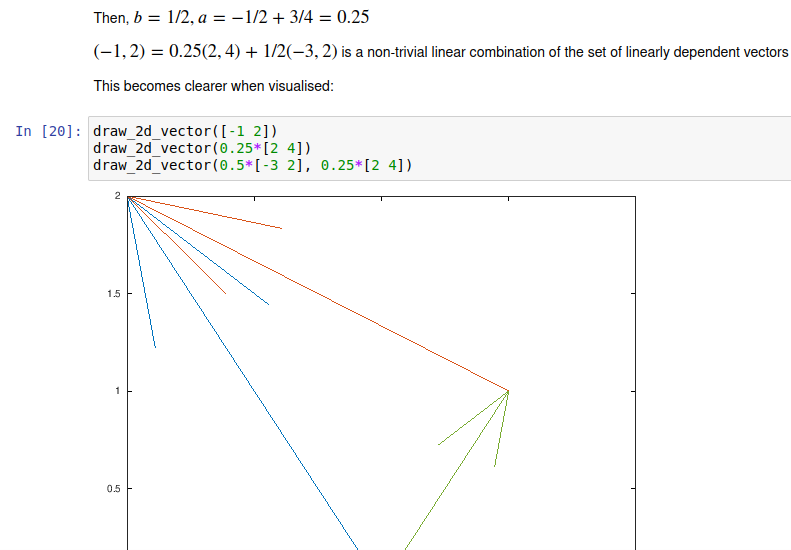 Then, b = 1/2, a = −1/2 + 3/4 = 0.25
(−1, 2) = 0.25(2, 4) + 1/2(−3, 2) is a non-trivial linear combination of the set of linearly dependent vectors
This becomes clearer when visualised:
In [20]: draw_2d_vector([-1 2])
draw_2d_vector(0.25*[2 4])
draw_2d_vector(0.5*[-3 2], 0.25*[2 4])
2
1.5
1
0.5